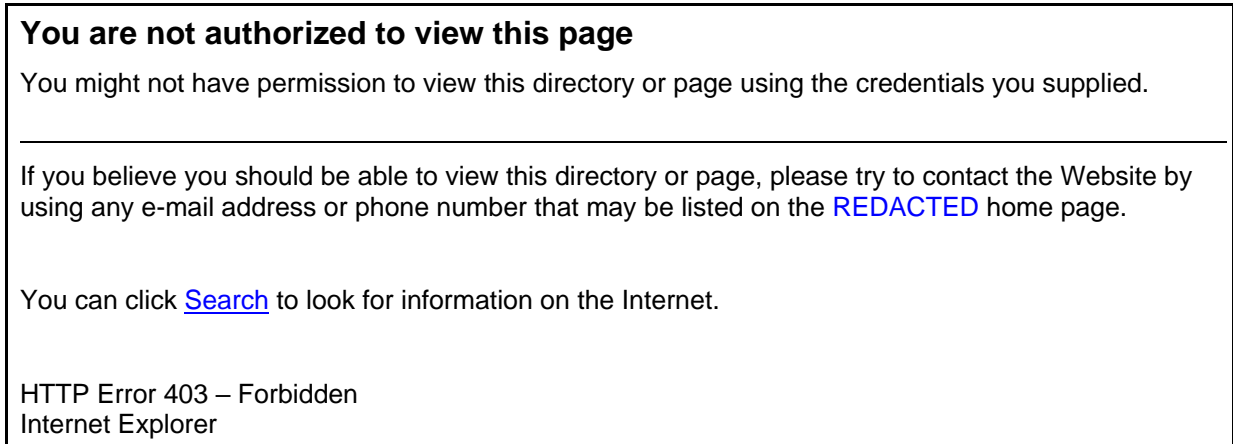 You are not authorized to view this page
You might not have permission to view this directory or page using the credentials you supplied.
If you believe you should be able to view this directory or page, please try to contact the Website by
using any e-mail address or phone number that may be listed on the REDACTED home page.
You can click Search to look for information on the Internet.
HTTP Error 403 – Forbidden
Internet Explorer